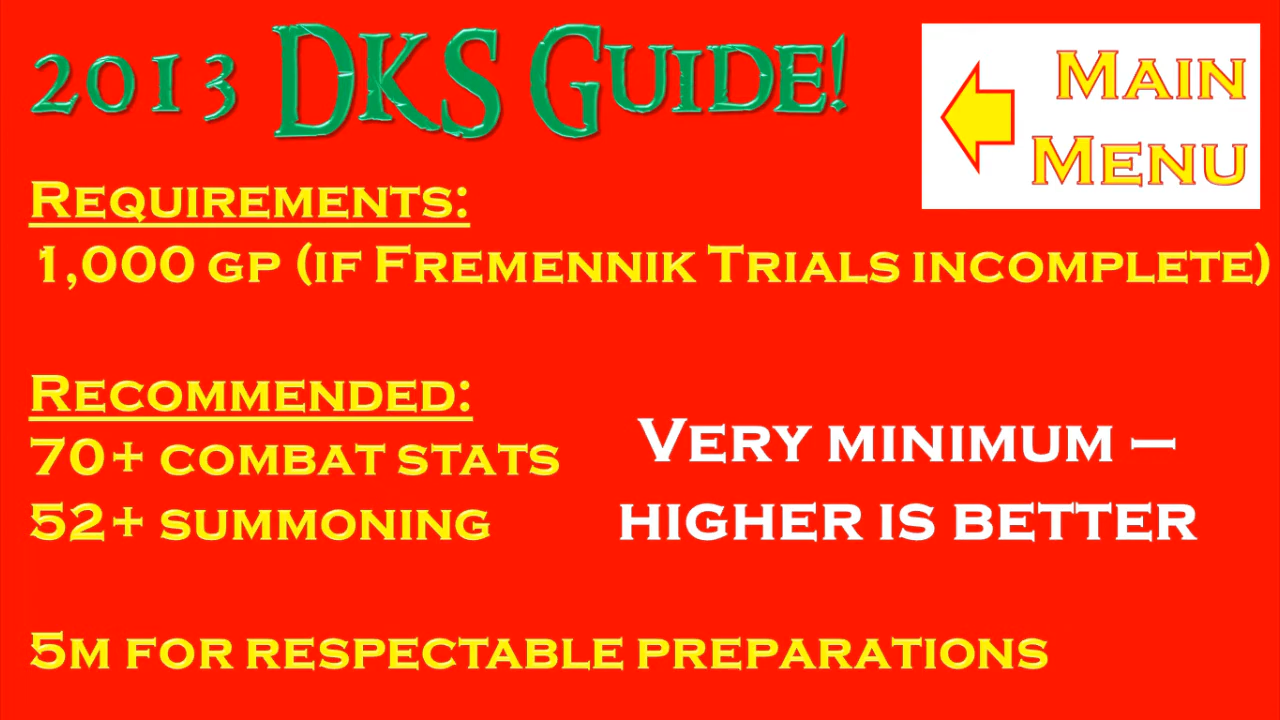 2013 DKS Guide!
Main
Menu
Requirements:
1,000 gp (if Fremennik Trials incomplete)
Recommended:
70+ combat stats
52+ summoning
Very minimum –
higher is better
5m for respectable preparations